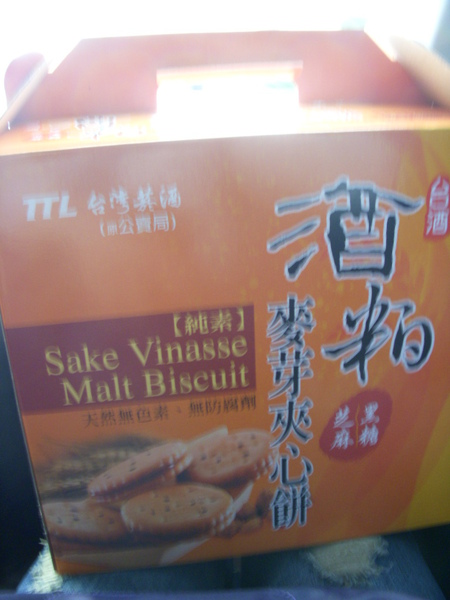 TTL 台灣菸酒
(原公賣局)
台酒
酒粕
麥芽夾心餅
黑糖
芝麻
【純素】
Sake Vinasse
Malt Biscuit
天然無色素、無防腐劑